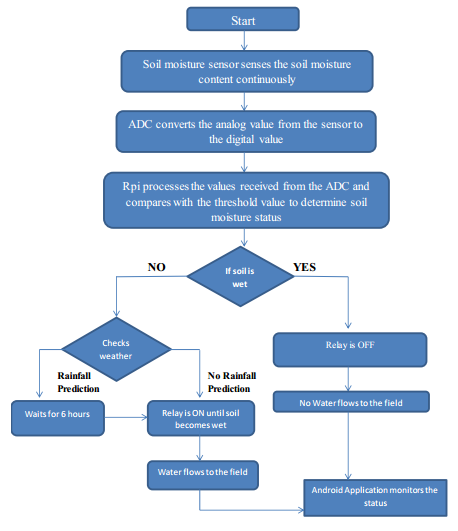 Start
Soil moisture sensor senses the soil moisture
content continuously
ADC converts the analog value from the sensor to
the digital value
Rpi processes the values received from the ADC and
compares with the threshold value to determine soil
moisture status
If soil is
wet
NO
YES
Checks
weather
Relay is OFF
Rainfall
Prediction
No Rainfall
Prediction
Waits for 6 hours
Relay is ON until soil
becomes wet
No Water flows to the field
Water flows to the field
Android Application monitors the
status